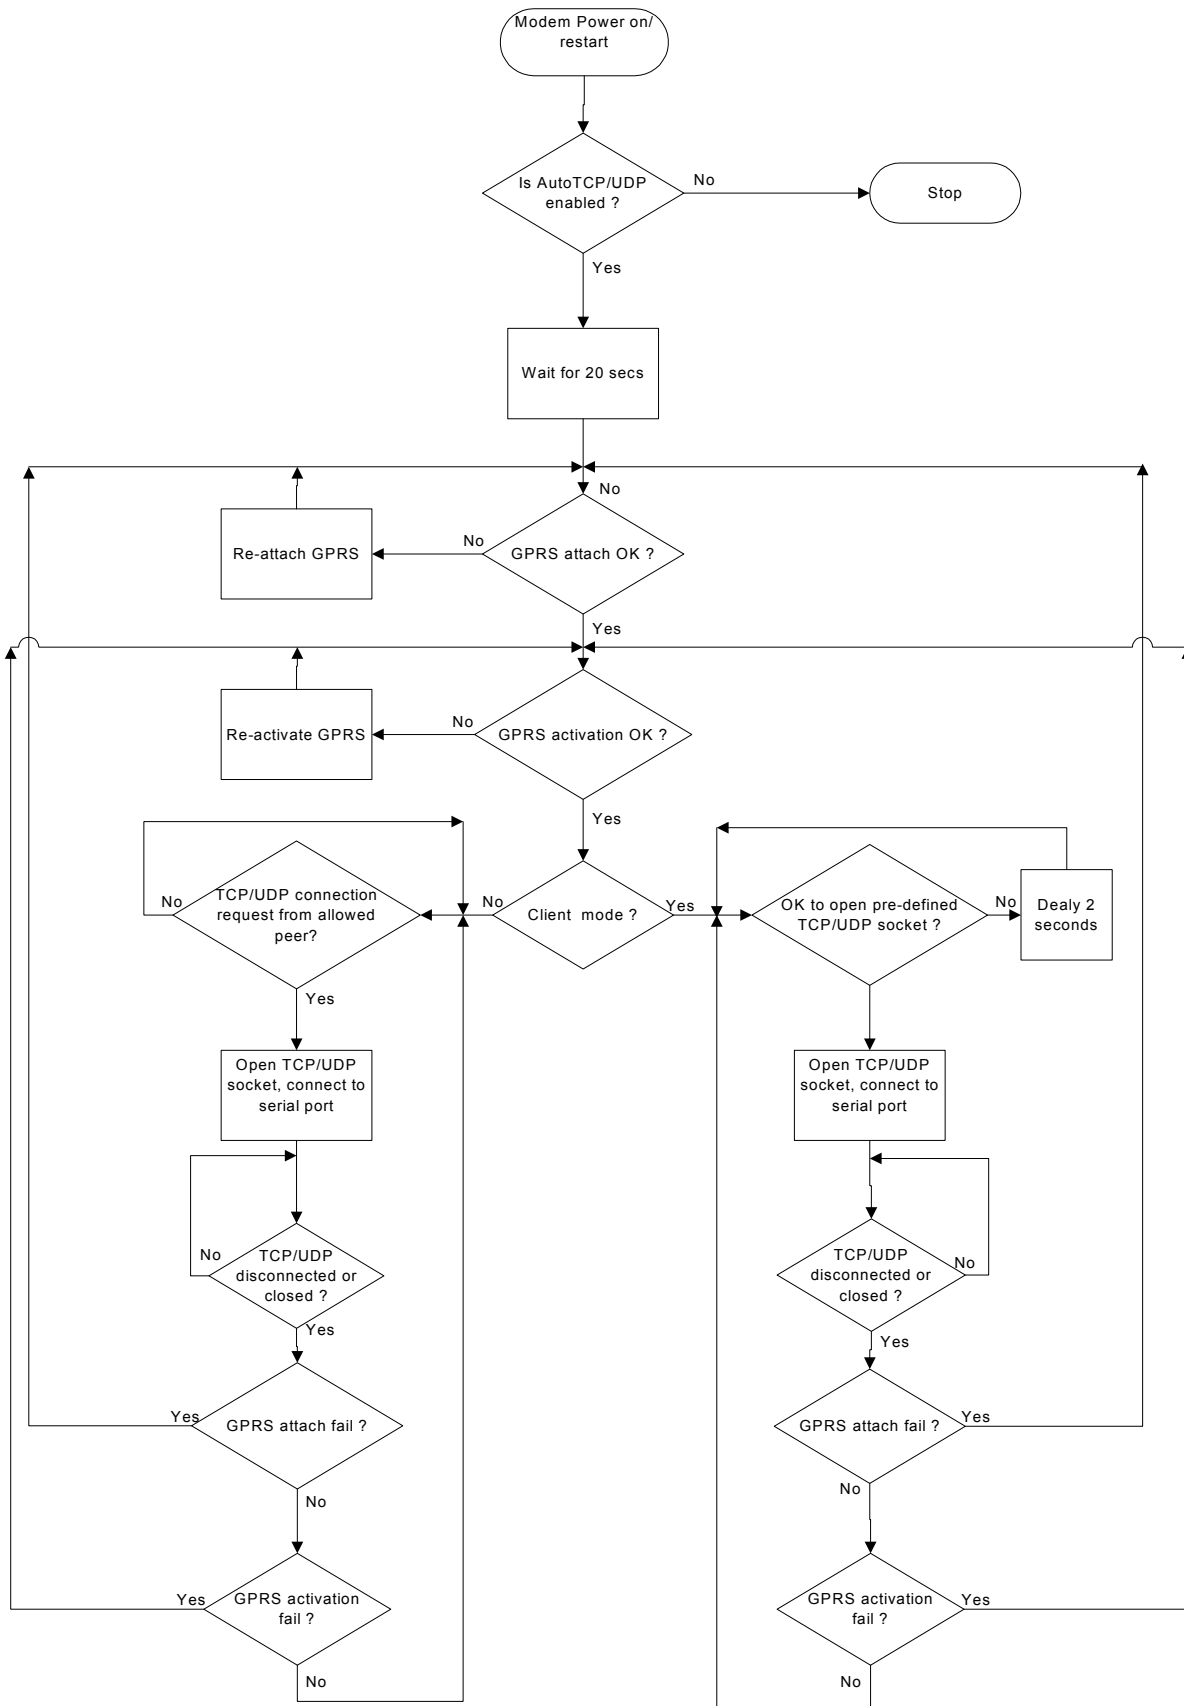 Modem Power on/
restart
Is AutoTCP/UDP
enabled ?
No
Stop
Yes
Wait for 20 secs
No
GPRS attach OK ?
No
Re-attach GPRS
Yes
GPRS activation OK ?
No
Re-activate GPRS
Yes
Client  mode ?
No
Yes
TCP/UDP connection
request from allowed
peer?
No
Yes
OK to open pre-defined
TCP/UDP socket ?
No
Dealy 2
seconds
Open TCP/UDP
socket, connect to
serial port
Open TCP/UDP
socket, connect to
serial port
TCP/UDP
disconnected or
closed ?
No
Yes
TCP/UDP
disconnected or
closed ?
No
Yes
GPRS attach fail ?
Yes
No
GPRS attach fail ?
Yes
No
GPRS activation
fail ?
Yes
No
GPRS activation
fail ?
Yes
No